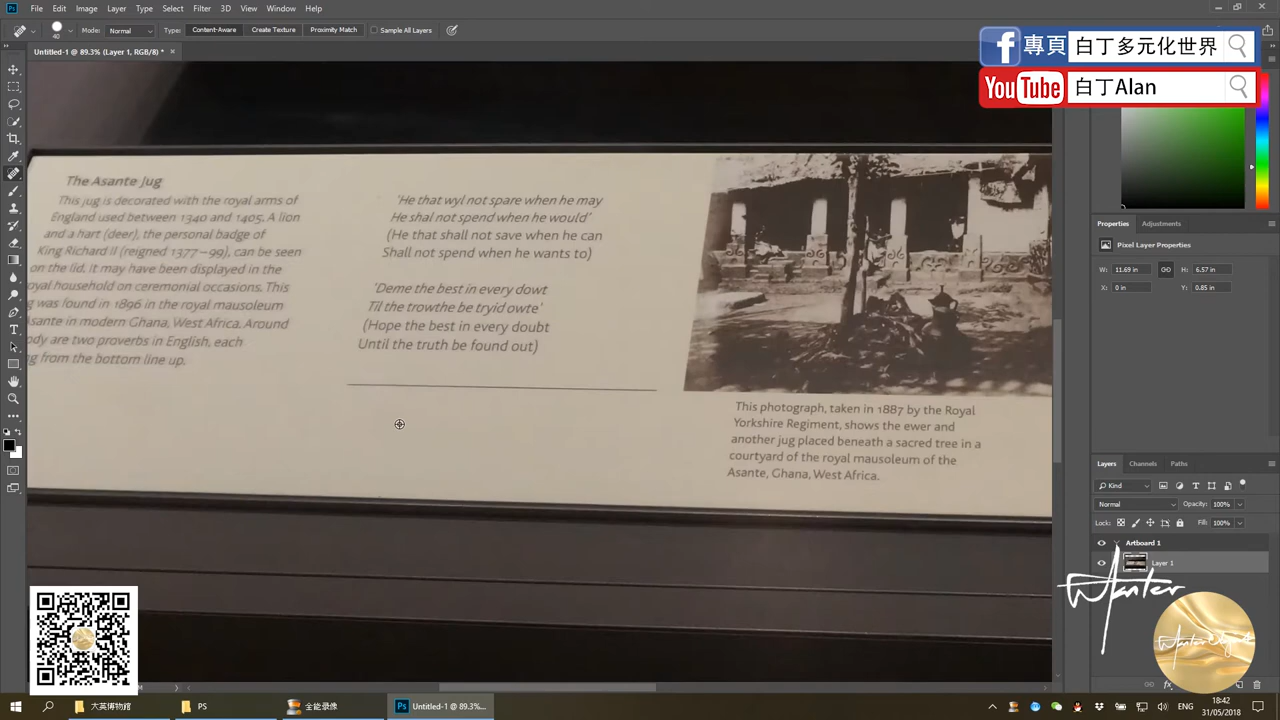 File Edit Image Layer Type Select Filter 3D View Window Help
40 Mode: Normal Type: Content-Aware Create Texture Proximity Match Sample All Layers
Untitled-1 @ 89.3% (Layer 1, RGB/8) *
專頁 白丁多元化世界
YouTube 白丁Alan
The Asante Jug
This jug is decorated with the royal arms of
England used between 1340 and 1405. A lion
and a hart (deer), the personal badge of
King Richard II (reigned 1377–99), can be seen
on the lid. It may have been displayed in the
oyal household on ceremonial occasions. This
g was found in 1896 in the royal mausoleum
Asante in modern Ghana, West Africa. Around
ody are two proverbs in English, each
g from the bottom line up.
'He that wyl not spare when he may
He shal not spend when he would'
(He that shall not save when he can
Shall not spend when he wants to)
'Deme the best in every dowt
Til the trowthe be tryid owte'
(Hope the best in every doubt
Until the truth be found out)
This photograph, taken in 1887 by the Royal
Yorkshire Regiment, shows the ewer and
another jug placed beneath a sacred tree in a
courtyard of the royal mausoleum of the
Asante, Ghana, West Africa.
Properties Adjustments
Pixel Layer Properties
W: 11.69 in H: 6.57 in
X: 0 in Y: 0.85 in
Layers Channels Paths
Kind
Normal Opacity: 100%
Lock: Fill: 100%
Artboard 1
Layer 1
大英博物館 PS 全能录像 Untitled-1 @ 89.3%...
18:42
31/05/2018